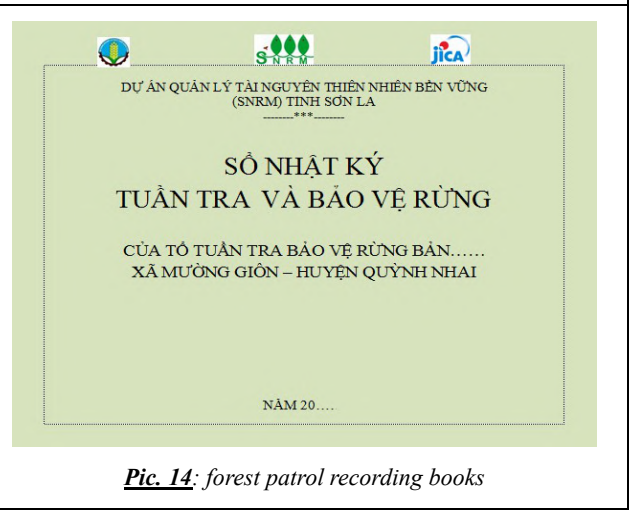 SNRM
jica
DỰ ÁN QUẢN LÝ TÀI NGUYÊN THIÊN NHIÊN BỀN VỮNG
(SNRM) TỈNH SƠN LA
--------***--------
SỔ NHẬT KÝ
TUẦN TRA VÀ BẢO VỆ RỪNG
CỦA TỔ TUẦN TRA BẢO VỆ RỪNG BẢN......
XÃ MƯỜNG GIÔN – HUYỆN QUỲNH NHAI
NĂM 20....
Pic. 14: forest patrol recording books